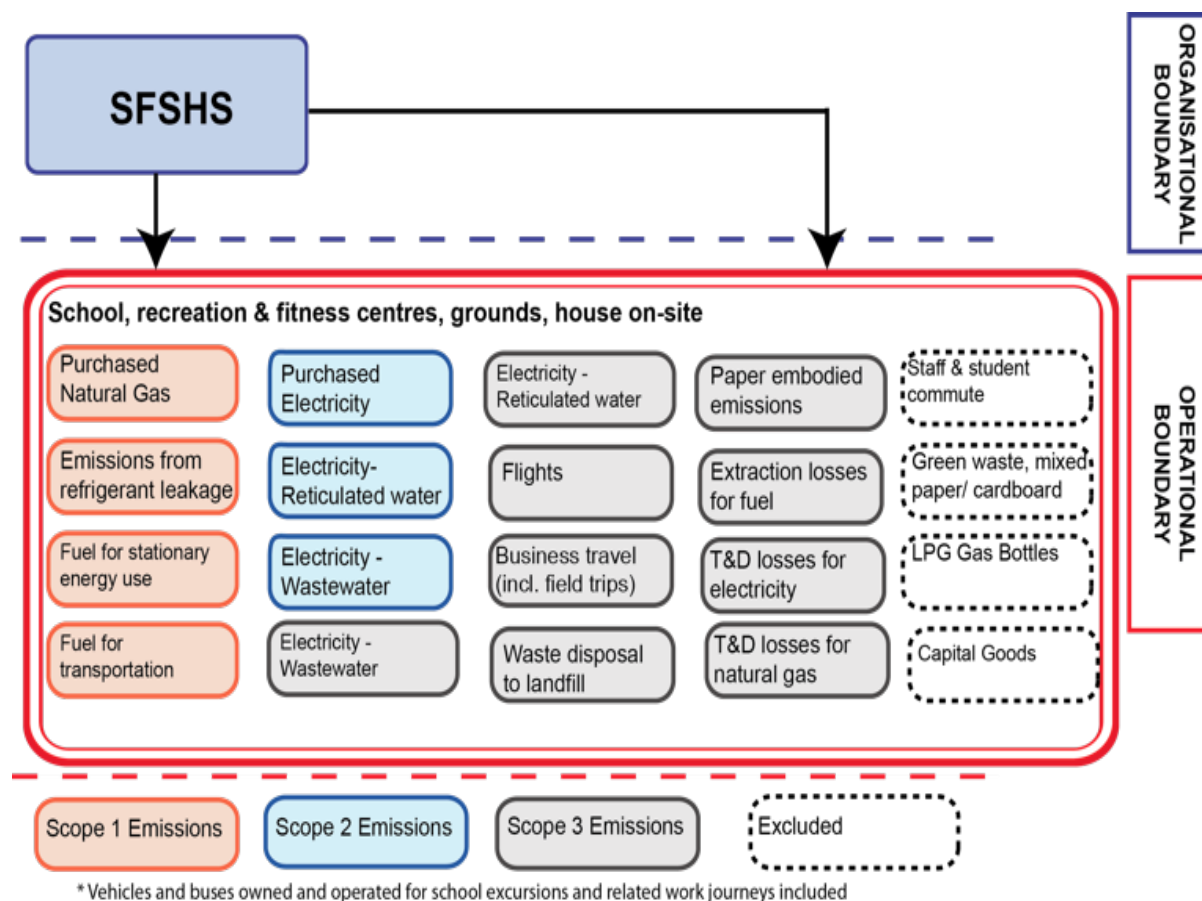 SFSHS
ORGANISATIONAL
BOUNDARY
School, recreation & fitness centres, grounds, house on-site
Purchased
Natural Gas
Purchased
Electricity
Electricity -
Reticulated water
Paper embodied
emissions
Staff & student
commute
Emissions from
refrigerant leakage
Electricity-
Reticulated water
Flights
Extraction losses
for fuel
Green waste, mixed
paper/ cardboard
Fuel for stationary
energy use
Electricity -
Wastewater
Business travel
(incl. field trips)
T&D losses for
electricity
LPG Gas Bottles
Fuel for
transportation
Electricity -
Wastewater
Waste disposal
to landfill
T&D losses for
natural gas
Capital Goods
OPERATIONAL
BOUNDARY
Scope 1 Emissions
Scope 2 Emissions
Scope 3 Emissions
Excluded
* Vehicles and buses owned and operated for school excursions and related work journeys included